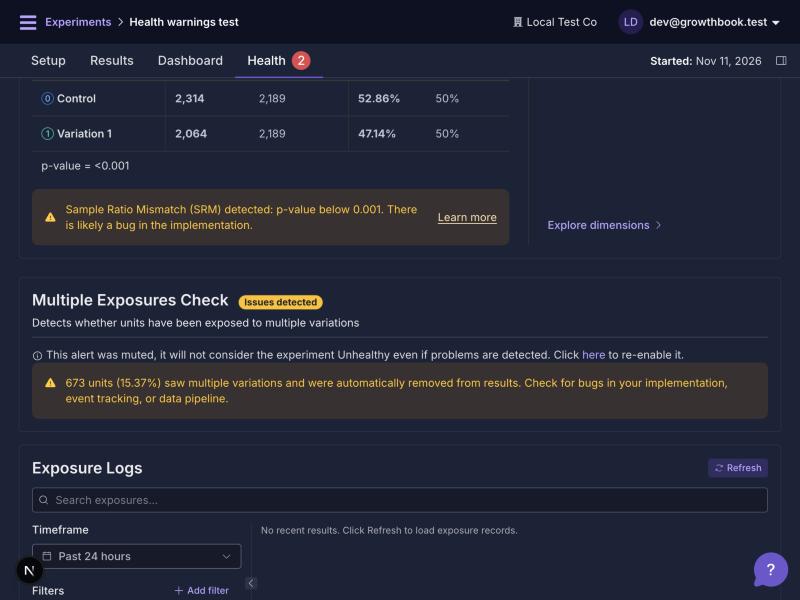 Experiments > Health warnings test
Local Test Co
LD
dev@growthbook.test
Setup
Results
Dashboard
Health 2
Started: Nov 11, 2026
0 Control 2,314 2,189 52.86% 50%
1 Variation 1 2,064 2,189 47.14% 50%
p-value = <0.001
Sample Ratio Mismatch (SRM) detected: p-value below 0.001. There
is likely a bug in the implementation.
Learn more
Explore dimensions
Multiple Exposures Check Issues detected
Detects whether units have been exposed to multiple variations
This alert was muted, it will not consider the experiment Unhealthy even if problems are detected. Click here to re-enable it.
673 units (15.37%) saw multiple variations and were automatically removed from results. Check for bugs in your implementation,
event tracking, or data pipeline.
Exposure Logs
Refresh
Search exposures...
Timeframe
No recent results. Click Refresh to load exposure records.
Past 24 hours
N
?
Filters
+ Add filter